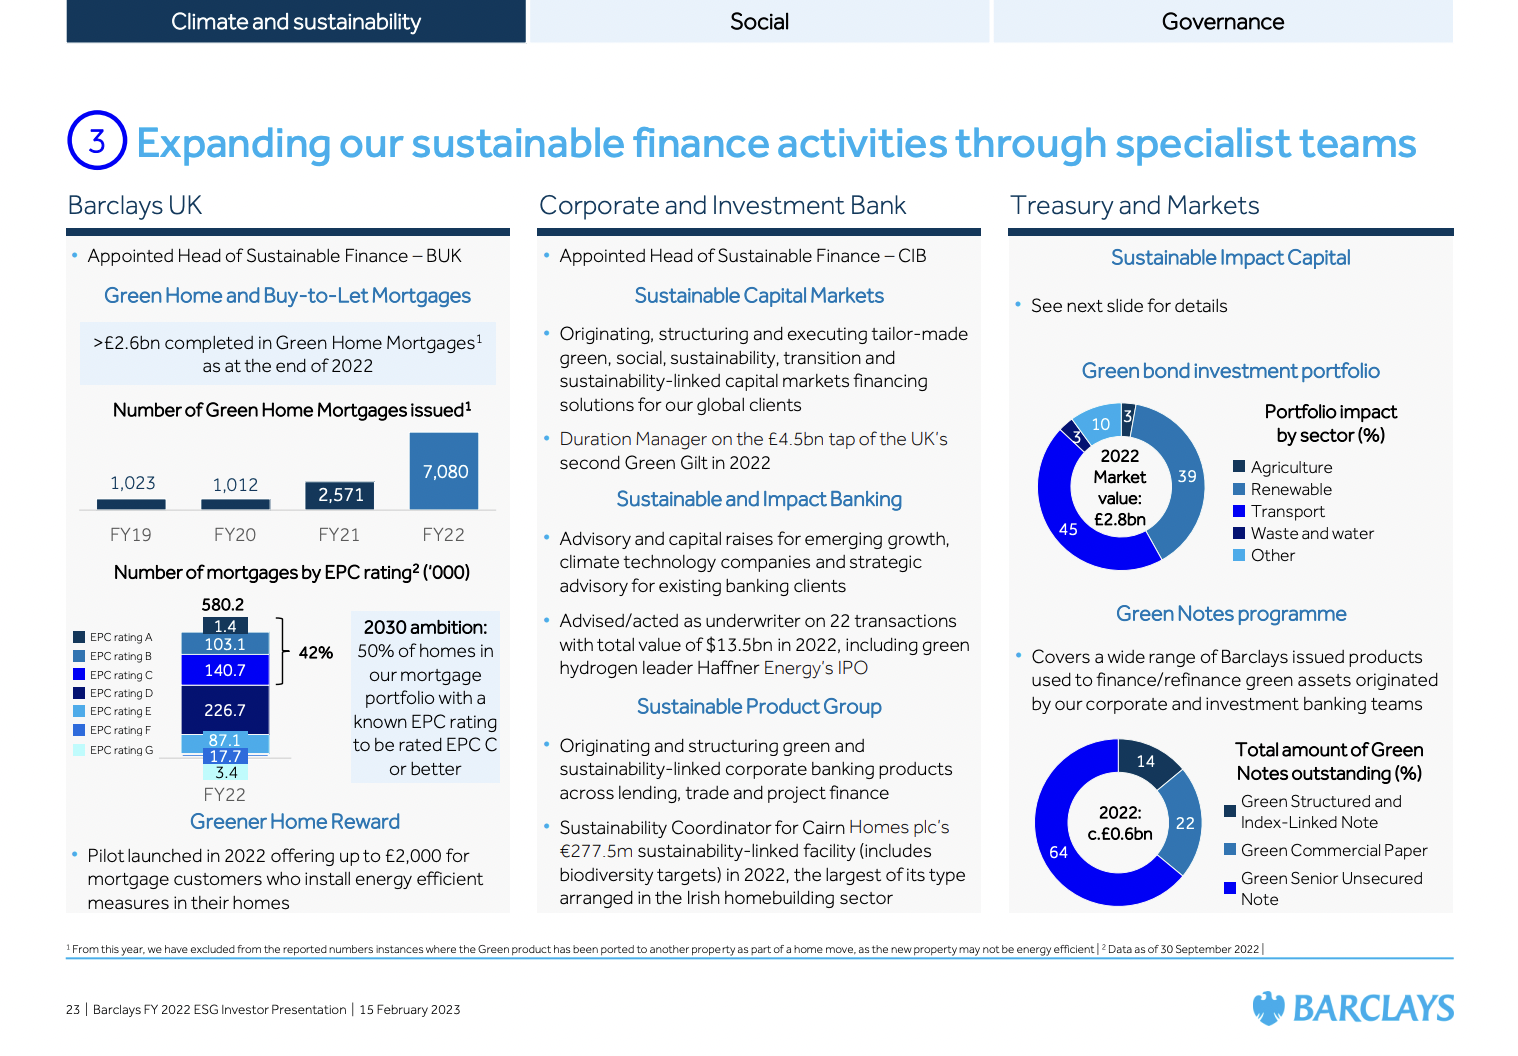 Climate and sustainability
Social
Governance
3 Expanding our sustainable finance activities through specialist teams
Barclays UK
• Appointed Head of Sustainable Finance – BUK
Green Home and Buy-to-Let Mortgages
>£2.6bn completed in Green Home Mortgages¹
as at the end of 2022
Number of Green Home Mortgages issued¹
1,023
1,012
2,571
7,080
FY19
FY20
FY21
FY22
Number of mortgages by EPC rating² ('000)
580.2
1.4
103.1
140.7
226.7
87.1
17.7
3.4
FY22
EPC rating A
EPC rating B
EPC rating C
EPC rating D
EPC rating E
EPC rating F
EPC rating G
42%
2030 ambition:
50% of homes in
our mortgage
portfolio with a
known EPC rating
to be rated EPC C
or better
Greener Home Reward
• Pilot launched in 2022 offering up to £2,000 for
mortgage customers who install energy efficient
measures in their homes
Corporate and Investment Bank
• Appointed Head of Sustainable Finance – CIB
Sustainable Capital Markets
• Originating, structuring and executing tailor-made
green, social, sustainability, transition and
sustainability-linked capital markets financing
solutions for our global clients
• Duration Manager on the £4.5bn tap of the UK's
second Green Gilt in 2022
Sustainable and Impact Banking
• Advisory and capital raises for emerging growth,
climate technology companies and strategic
advisory for existing banking clients
• Advised/acted as underwriter on 22 transactions
with total value of $13.5bn in 2022, including green
hydrogen leader Haffner Energy's IPO
Sustainable Product Group
• Originating and structuring green and
sustainability-linked corporate banking products
across lending, trade and project finance
• Sustainability Coordinator for Cairn Homes plc's
€277.5m sustainability-linked facility (includes
biodiversity targets) in 2022, the largest of its type
arranged in the Irish homebuilding sector
Treasury and Markets
Sustainable Impact Capital
• See next slide for details
Green bond investment portfolio
3
39
45
3
10
2022
Market
value:
£2.8bn
Portfolio impact
by sector (%)
Agriculture
Renewable
Transport
Waste and water
Other
Green Notes programme
• Covers a wide range of Barclays issued products
used to finance/refinance green assets originated
by our corporate and investment banking teams
14
22
64
2022:
c.£0.6bn
Total amount of Green
Notes outstanding (%)
Green Structured and
Index-Linked Note
Green Commercial Paper
Green Senior Unsecured
Note
¹ From this year, we have excluded from the reported numbers instances where the Green product has been ported to another property as part of a home move, as the new property may not be energy efficient | ² Data as of 30 September 2022 |
23 | Barclays FY 2022 ESG Investor Presentation | 15 February 2023
BARCLAYS